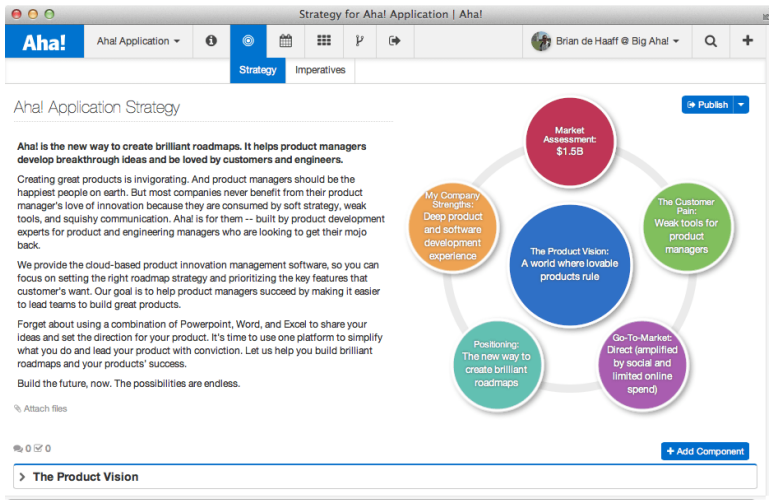 Strategy for Aha! Application | Aha!
Aha!
Aha! Application
Brian de Haaff @ Big Aha!
Strategy
Imperatives
Aha! Application Strategy
Publish
Aha! is the new way to create brilliant roadmaps. It helps product managers
develop breakthrough ideas and be loved by customers and engineers.
Creating great products is invigorating. And product managers should be the
happiest people on earth. But most companies never benefit from their product
manager's love of innovation because they are consumed by soft strategy, weak
tools, and squishy communication. Aha! is for them -- built by product development
experts for product and engineering managers who are looking to get their mojo
back.
We provide the cloud-based product innovation management software, so you can
focus on setting the right roadmap strategy and prioritizing the key features that
customer's want. Our goal is to help product managers succeed by making it easier
to lead teams to build great products.
Forget about using a combination of Powerpoint, Word, and Excel to share your
ideas and set the direction for your product. It's time to use one platform to simplify
what you do and lead your product with conviction. Let us help you build brilliant
roadmaps and your products' success.
Build the future, now. The possibilities are endless.
Attach files
Market
Assessment:
$1.5B
My Company
Strengths:
Deep product
and software
development
experience
The Customer
Pain:
Weak tools for
product
managers
The Product Vision:
A world where lovable
products rule
Positioning:
The new way to
create brilliant
roadmaps
Go-To-Market:
Direct (amplified
by social and
limited online
spend)
0 0
+ Add Component
The Product Vision